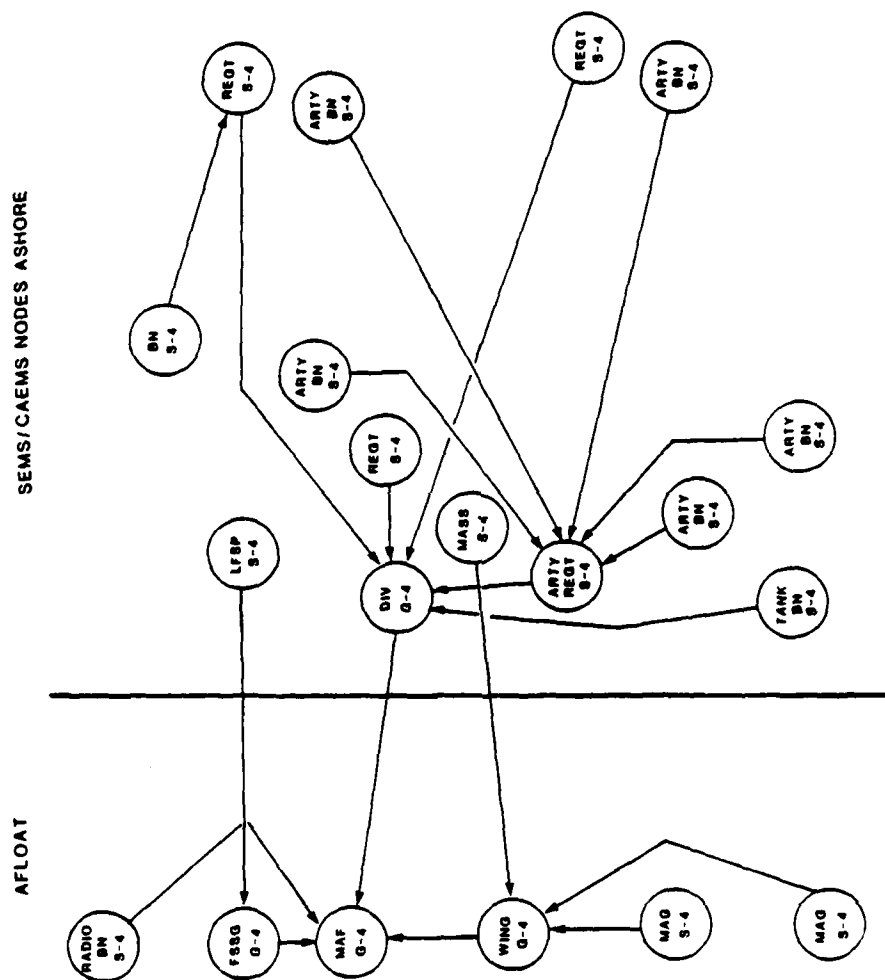 AFLOAT
SEMS/CAEMS NODES ASHORE
RADIO
BN
S-4
BN
S-4
FSSG
G-4
LFSP
S-4
REGT
S-4
MAF
G-4
DIV
G-4
REGT
S-4
ARTY
BN
S-4
ARTY
BN
S-4
WING
G-4
MASS
S-4
ARTY
REGT
S-4
REGT
S-4
MAG
S-4
ARTY
BN
S-4
ARTY
BN
S-4
MAG
S-4
TANK
BN
S-4
ARTY
BN
S-4